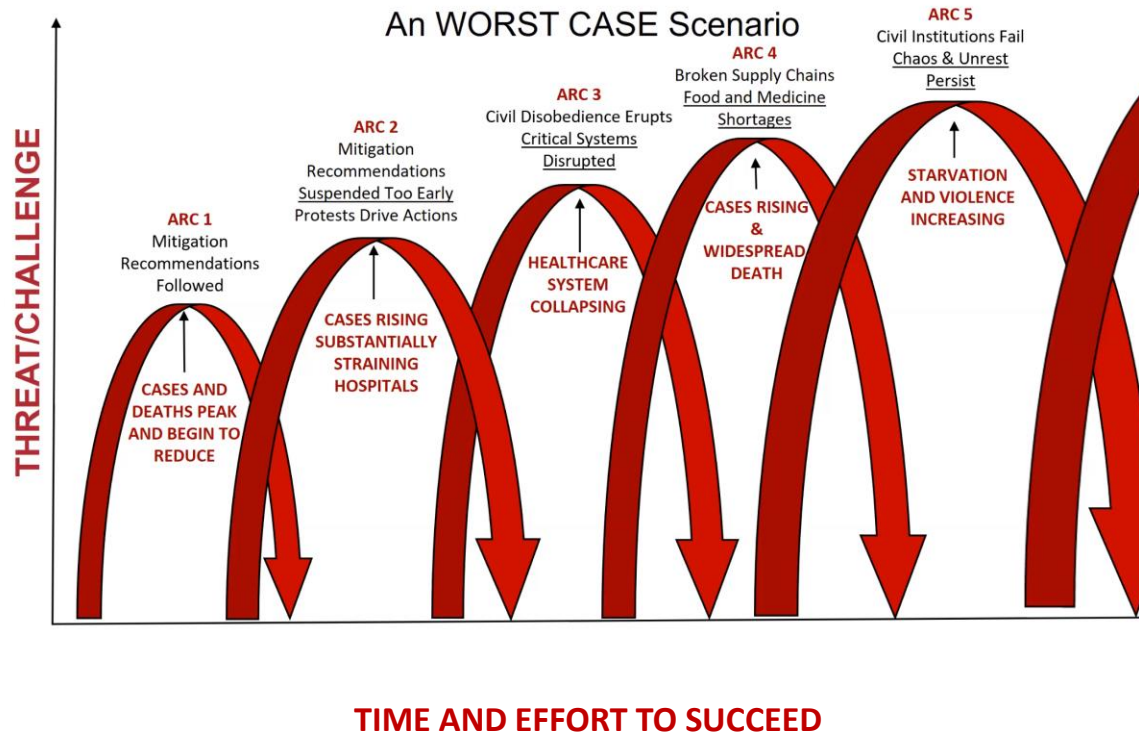 An WORST CASE Scenario
THREAT/CHALLENGE
ARC 1
Mitigation
Recommendations
Followed
CASES AND
DEATHS PEAK
AND BEGIN TO
REDUCE
ARC 2
Mitigation
Recommendations
Suspended Too Early
Protests Drive Actions
CASES RISING
SUBSTANTIALLY
STRAINING
HOSPITALS
ARC 3
Civil Disobedience Erupts
Critical Systems
Disrupted
HEALTHCARE
SYSTEM
COLLAPSING
ARC 4
Broken Supply Chains
Food and Medicine
Shortages
CASES RISING
&
WIDESPREAD
DEATH
ARC 5
Civil Institutions Fail
Chaos & Unrest
Persist
STARVATION
AND VIOLENCE
INCREASING
TIME AND EFFORT TO SUCCEED